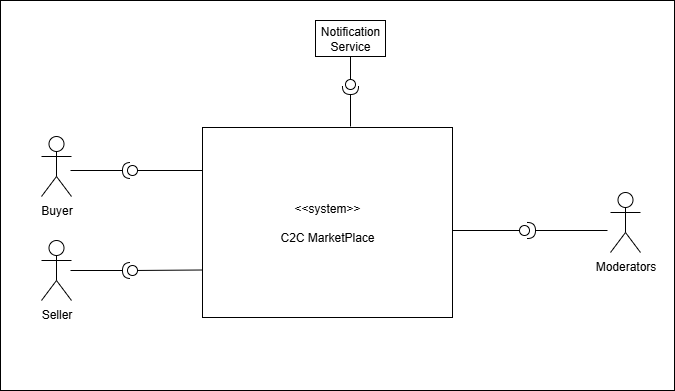 Notification
Service
Buyer
<<system>>
C2C MarketPlace
Moderators
Seller